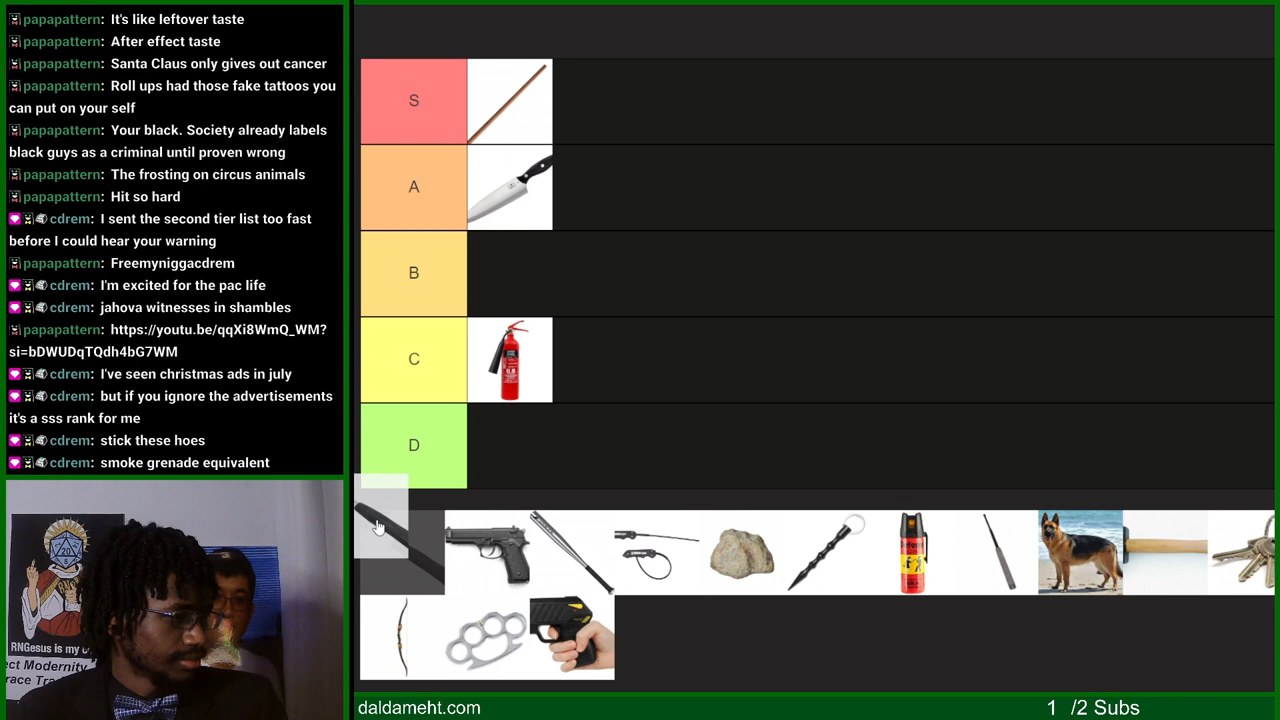 papapattern: It's like leftover taste
papapattern: After effect taste
papapattern: Santa Claus only gives out cancer
papapattern: Roll ups had those fake tattoos you
can put on your self
papapattern: Your black. Society already labels
black guys as a criminal until proven wrong
papapattern: The frosting on circus animals
papapattern: Hit so hard
cdrem: I sent the second tier list too fast
before I could hear your warning
papapattern: Freemyniggacdrem
cdrem: I'm excited for the pac life
cdrem: jahova witnesses in shambles
papapattern: https://youtu.be/qqXi8WmQ_WM?
si=bDWUDqTQdh4bG7WM
cdrem: I've seen christmas ads in july
cdrem: but if you ignore the advertisements
it's a sss rank for me
cdrem: stick these hoes
cdrem: smoke grenade equivalent
S
A
B
C
D
20
8
RNGesus is my
ect Modernity
race Tra
daldameht.com
1 /2 Subs